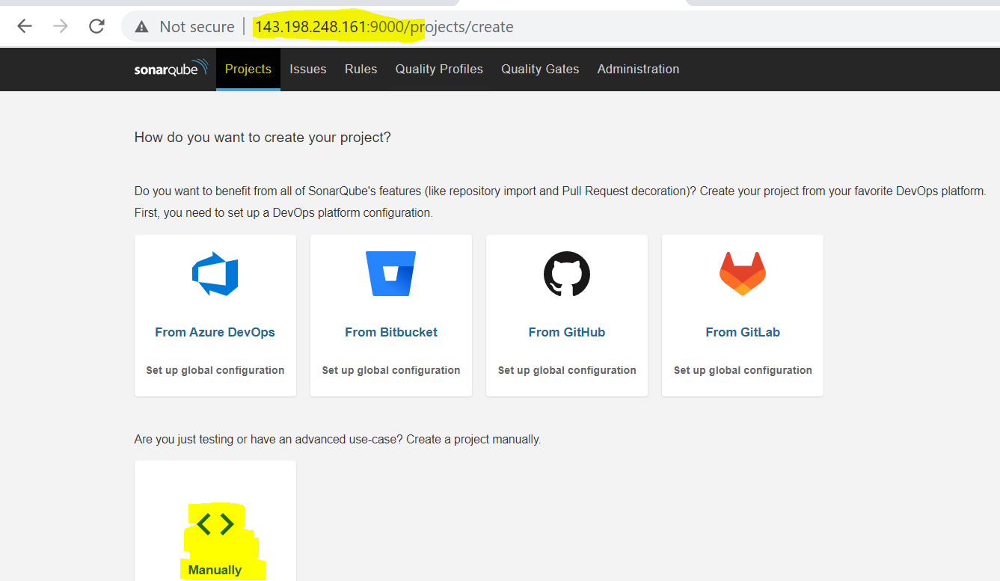 Not secure | 143.198.248.161:9000/projects/create
sonarqube Projects Issues Rules Quality Profiles Quality Gates Administration
How do you want to create your project?
Do you want to benefit from all of SonarQube's features (like repository import and Pull Request decoration)? Create your project from your favorite DevOps platform.
First, you need to set up a DevOps platform configuration.
From Azure DevOps From Bitbucket From GitHub From GitLab
Set up global configuration Set up global configuration Set up global configuration Set up global configuration
Are you just testing or have an advanced use-case? Create a project manually.
Manually